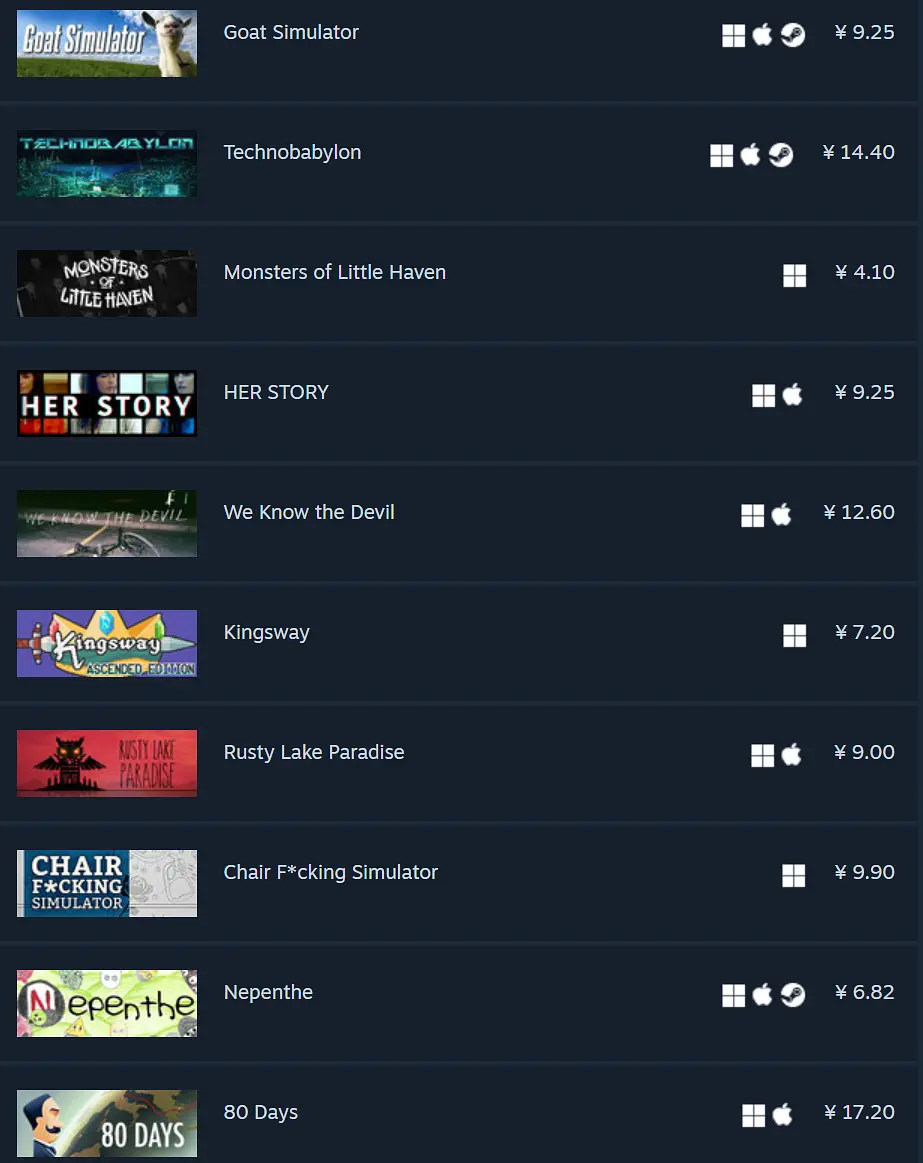 Goat Simulator
Goat Simulator ¥ 9.25
TECHNOBABYLON
Technobabylon ¥ 14.40
MONSTERS
OF
LITTLE HAVEN
Monsters of Little Haven ¥ 4.10
HER STORY
HER STORY ¥ 9.25
WE KNOW THE DEVIL
We Know the Devil ¥ 12.60
Kingsway
ASCENDED EDITION
Kingsway ¥ 7.20
RUSTY LAKE
PARADISE
Rusty Lake Paradise ¥ 9.00
CHAIR
F*CKING
SIMULATOR
Chair F*cking Simulator ¥ 9.90
Nepenthe
Nepenthe ¥ 6.82
80 DAYS
80 Days ¥ 17.20